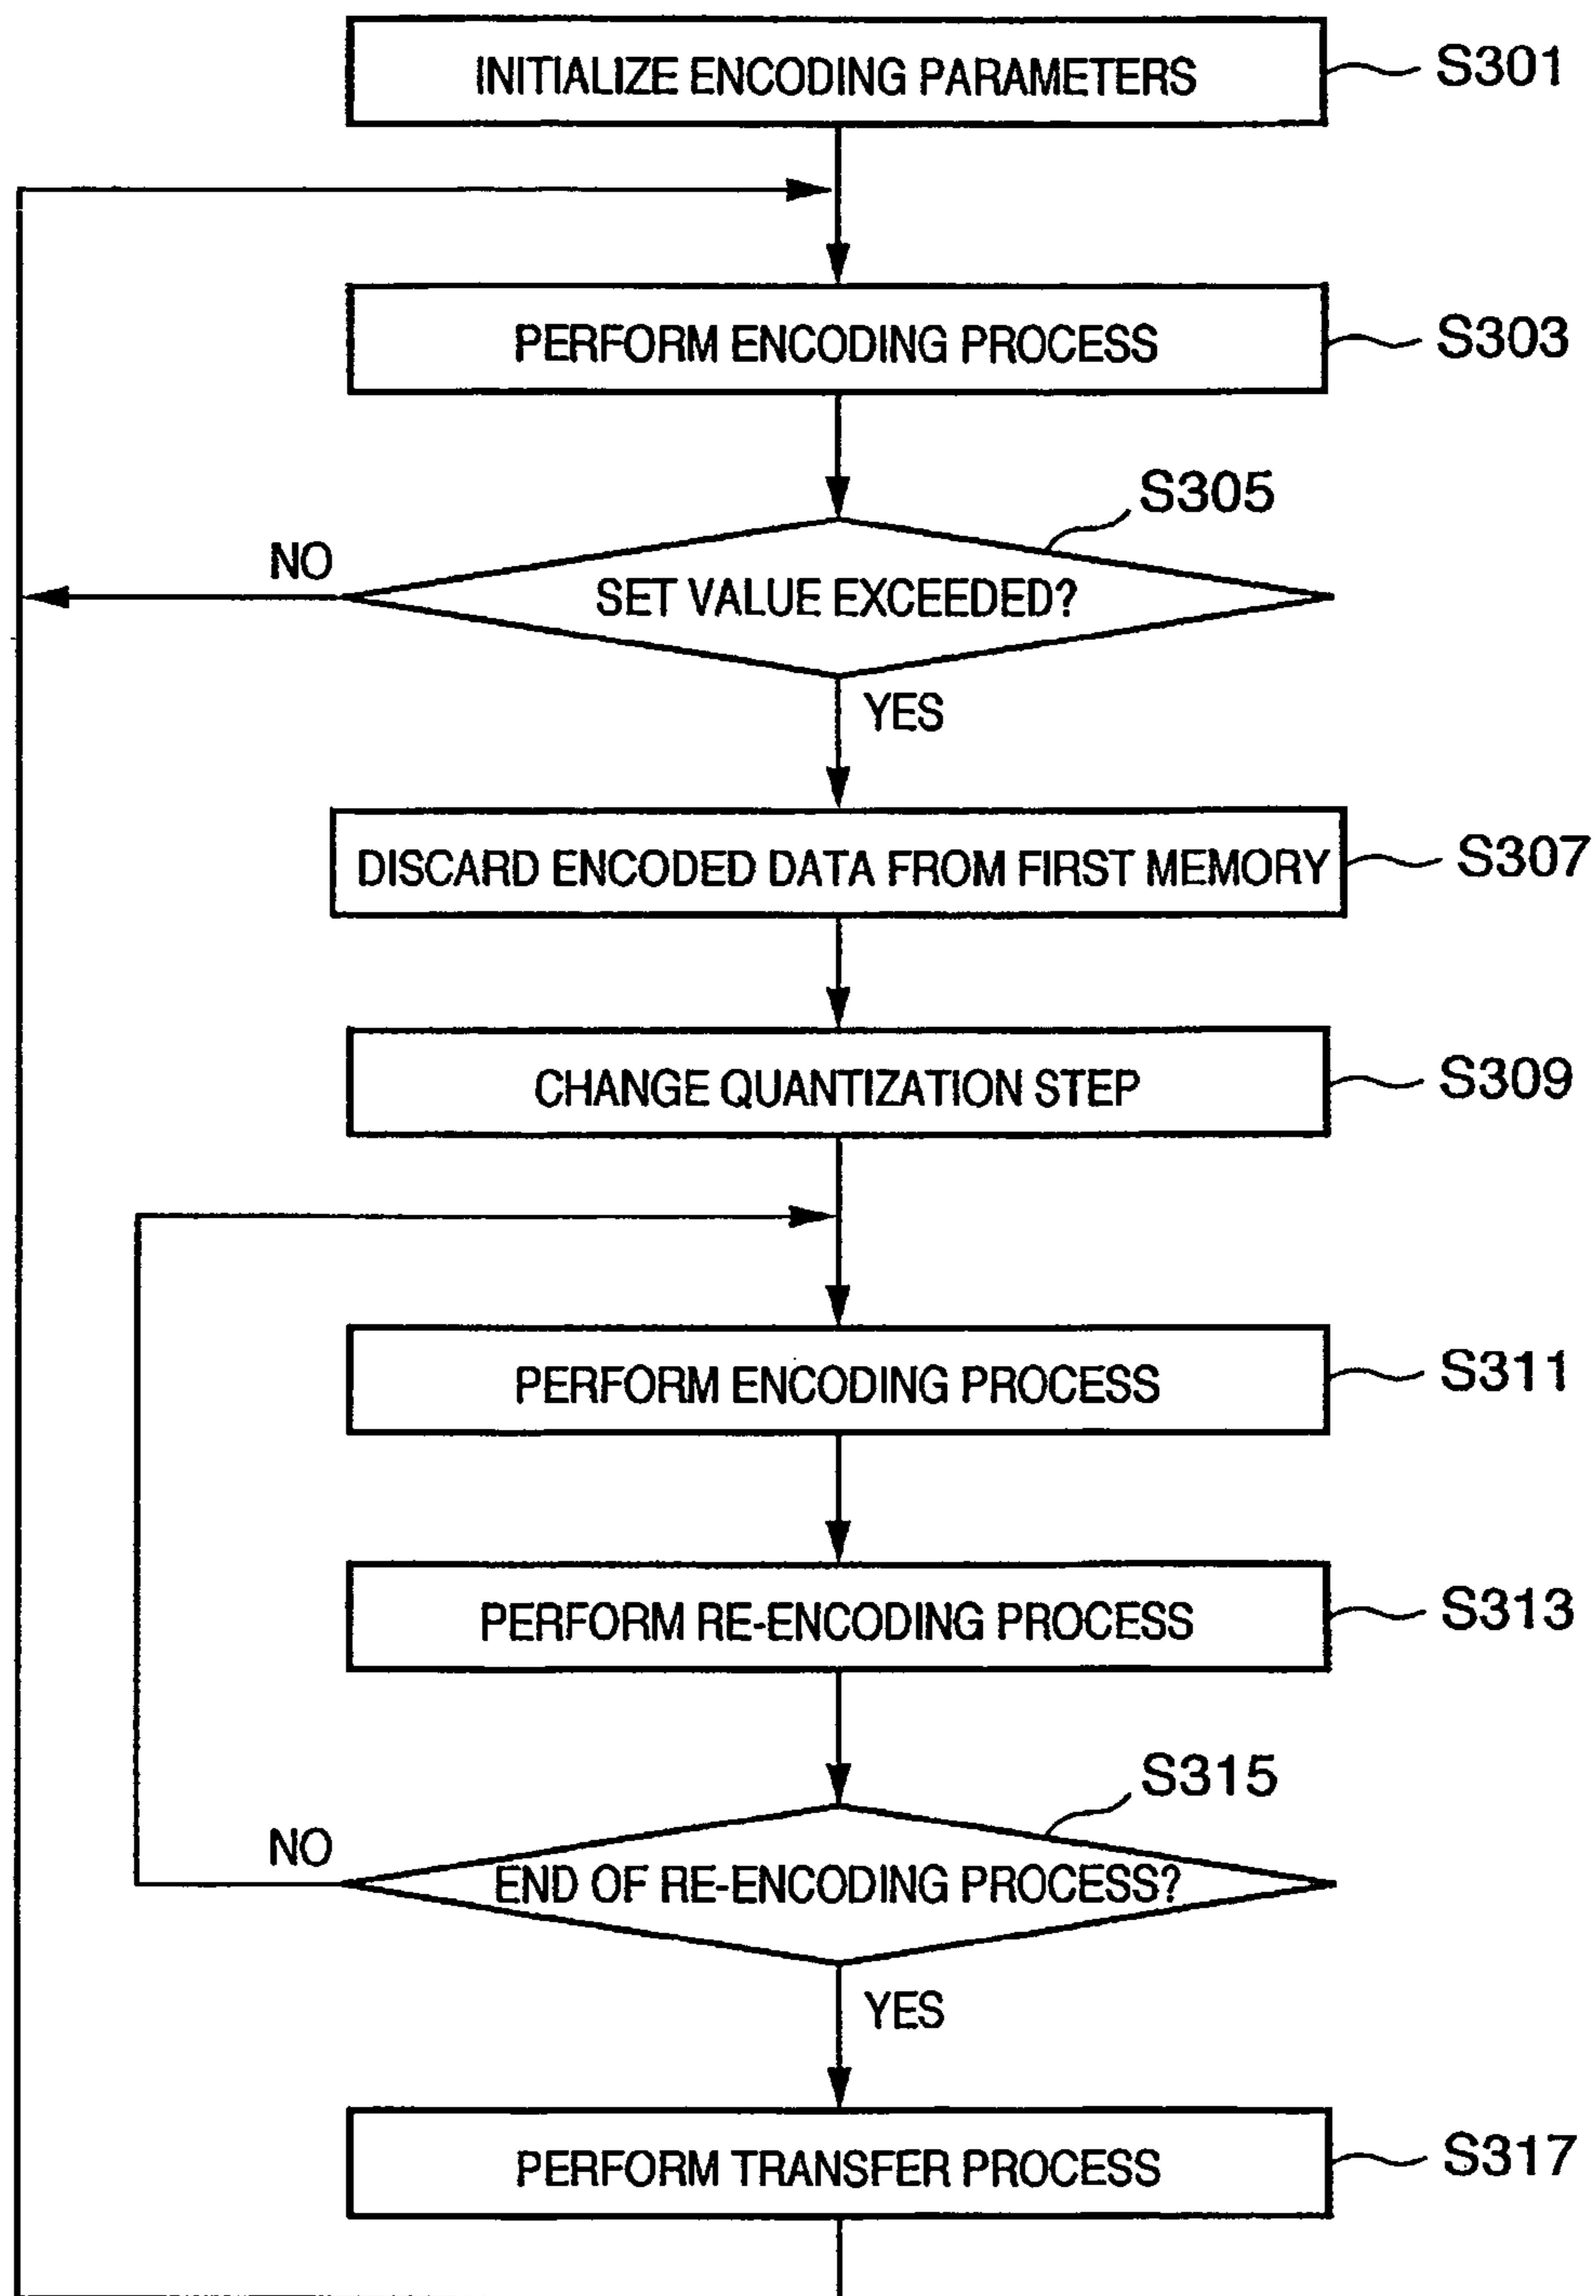 INITIALIZE ENCODING PARAMETERS
S301
PERFORM ENCODING PROCESS
S303
S305
NO
SET VALUE EXCEEDED?
YES
DISCARD ENCODED DATA FROM FIRST MEMORY
S307
CHANGE QUANTIZATION STEP
S309
PERFORM ENCODING PROCESS
S311
PERFORM RE-ENCODING PROCESS
S313
S315
NO
END OF RE-ENCODING PROCESS?
YES
PERFORM TRANSFER PROCESS
S317